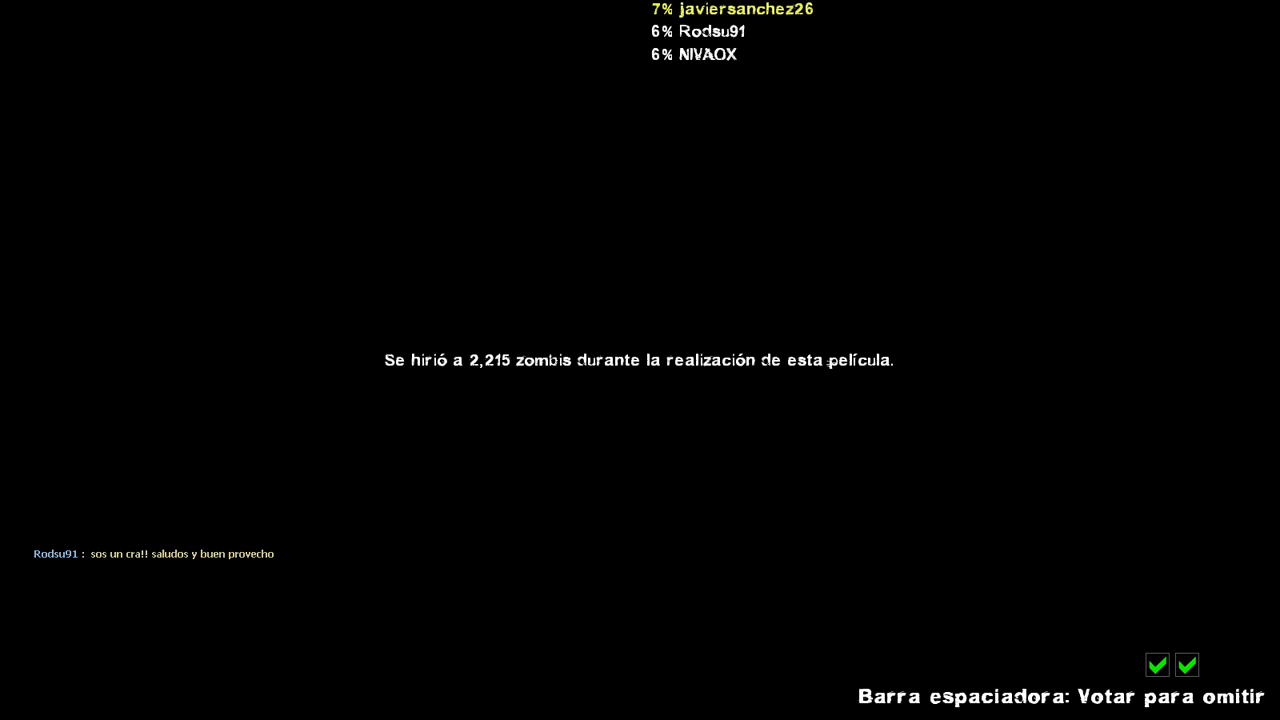 7% javiersanchez26
6% Rodsu91
6% NIVAOX
Se hirió a 2,215 zombis durante la realización de esta película.
Rodsu91 : sos un cra!! saludos y buen provecho
Barra espaciadora: Votar para omitir